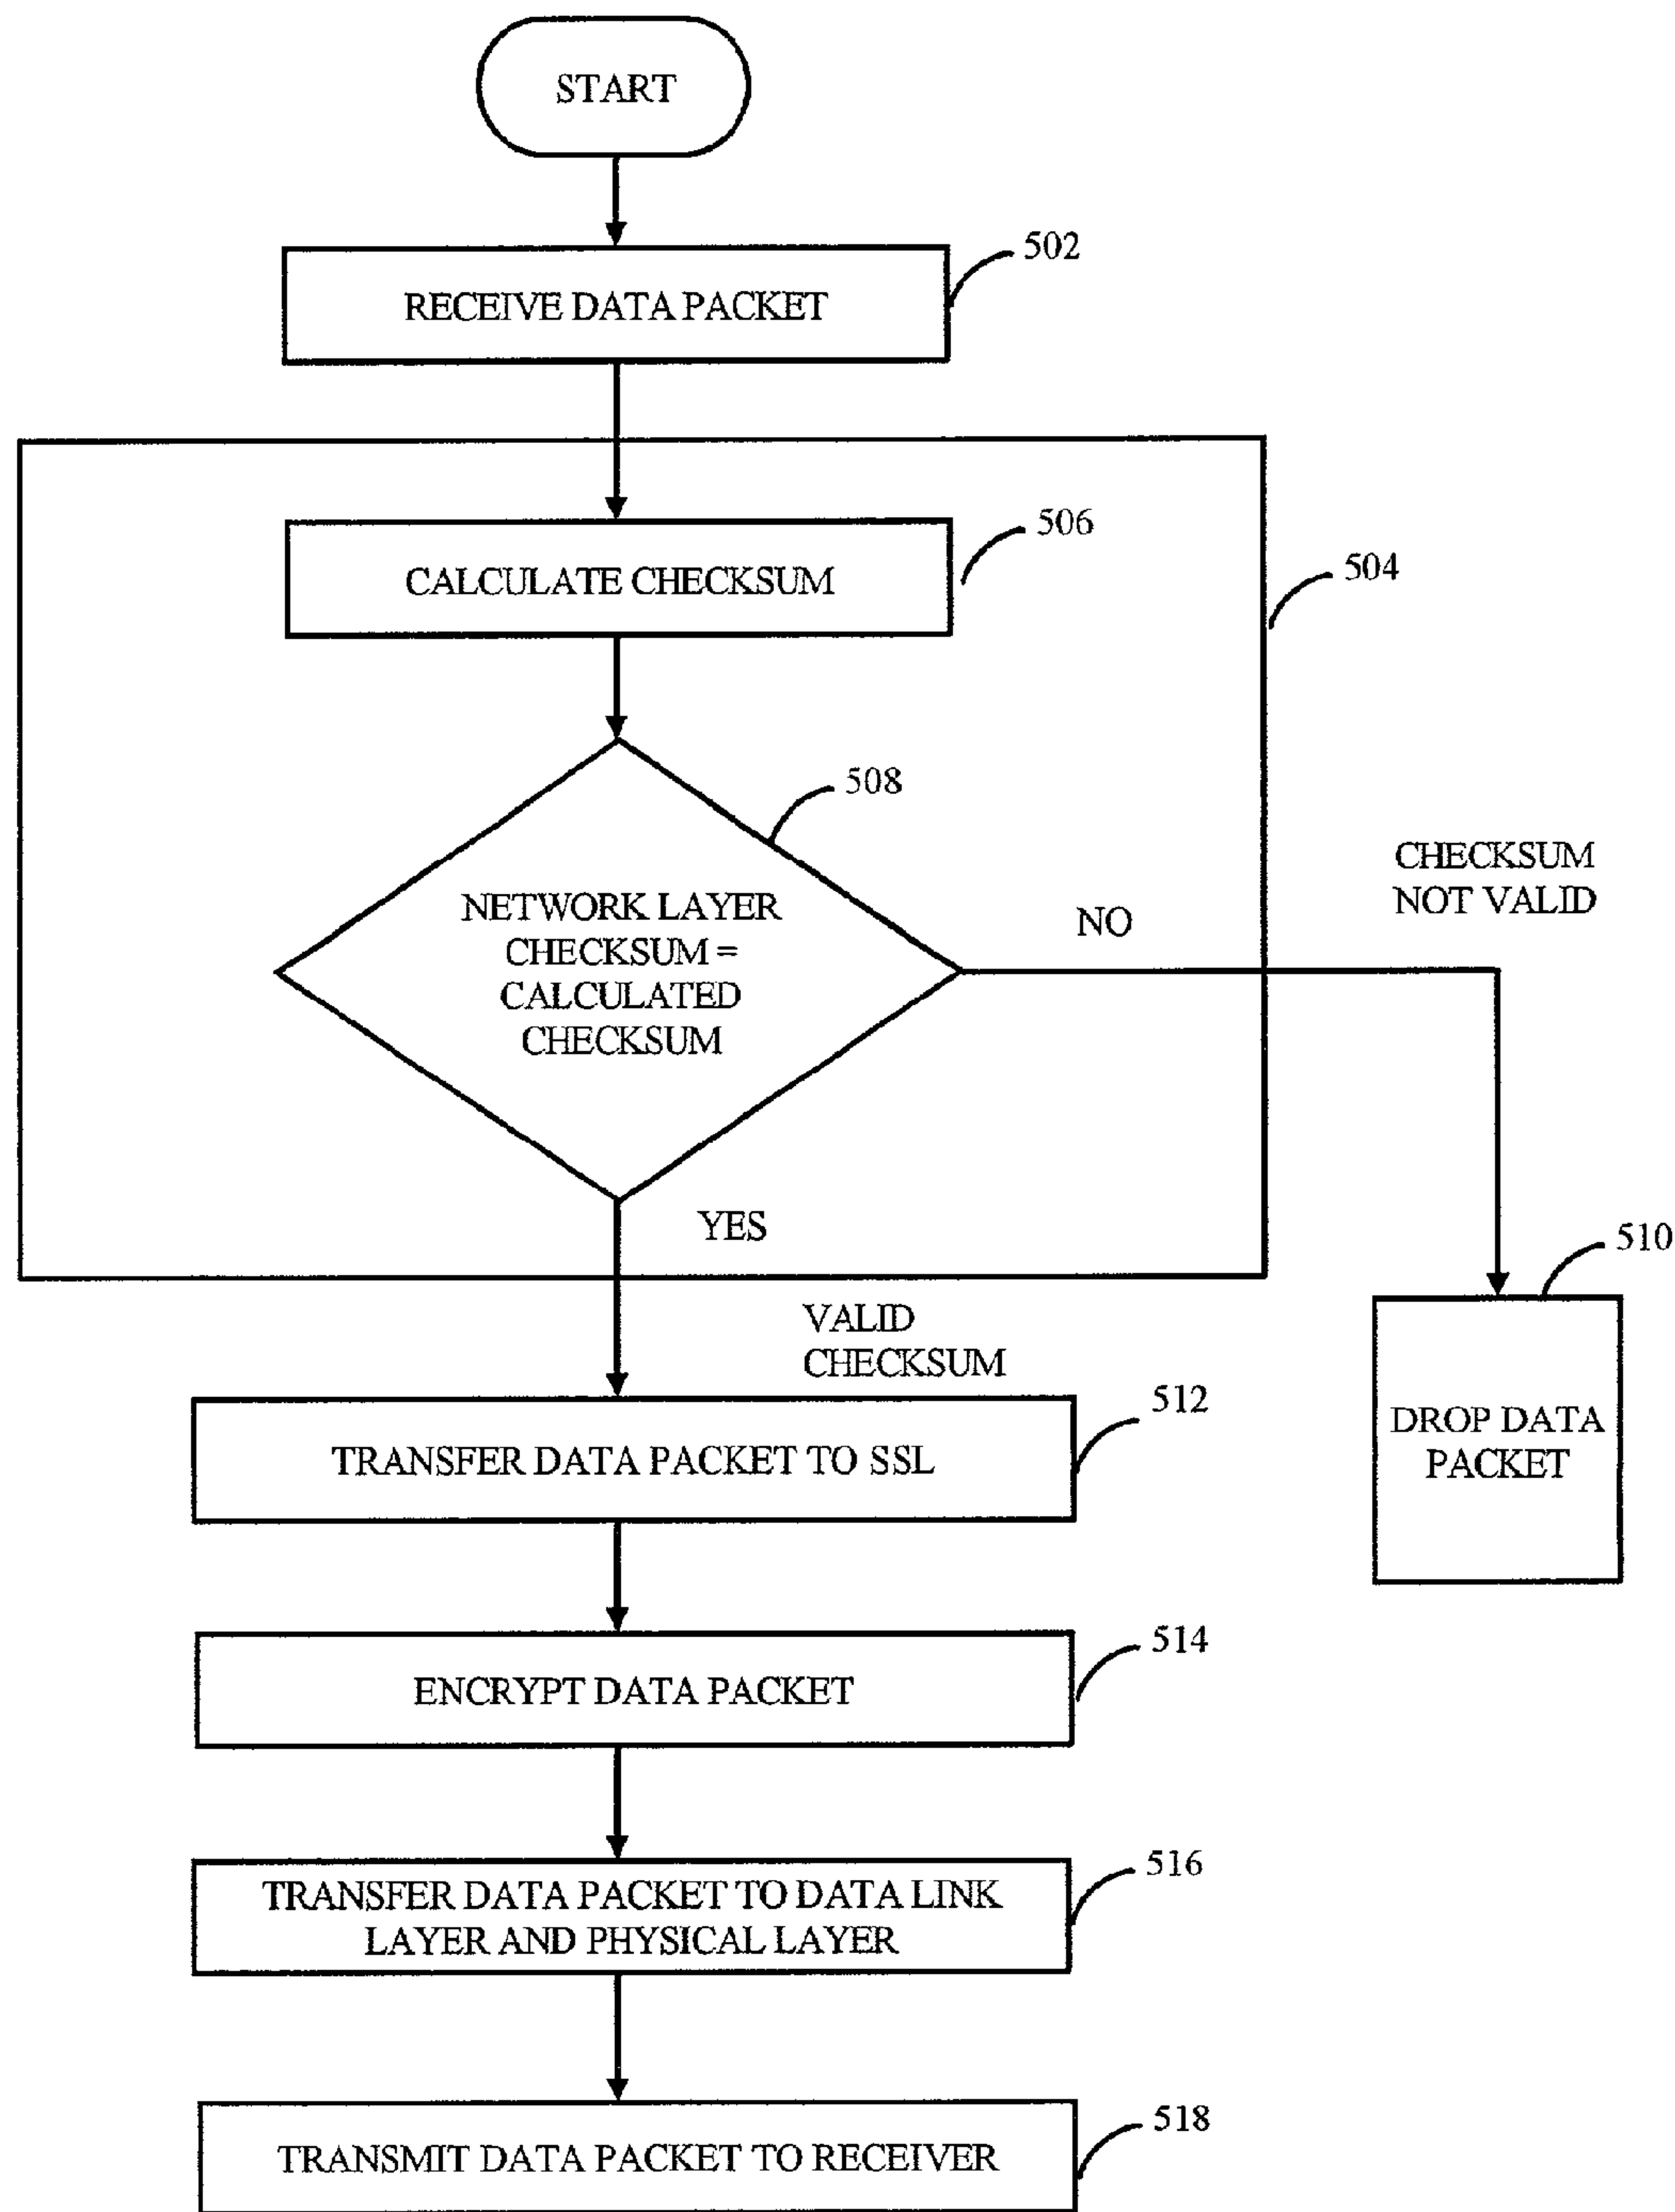 START
502
RECEIVE DATA PACKET
506
CALCULATE CHECKSUM
504
508
NETWORK LAYER
CHECKSUM =
CALCULATED
CHECKSUM
NO
CHECKSUM
NOT VALID
YES
510
VALID
CHECKSUM
DROP DATA
PACKET
512
TRANSFER DATA PACKET TO SSL
514
ENCRYPT DATA PACKET
516
TRANSFER DATA PACKET TO DATA LINK
LAYER AND PHYSICAL LAYER
518
TRANSMIT DATA PACKET TO RECEIVER